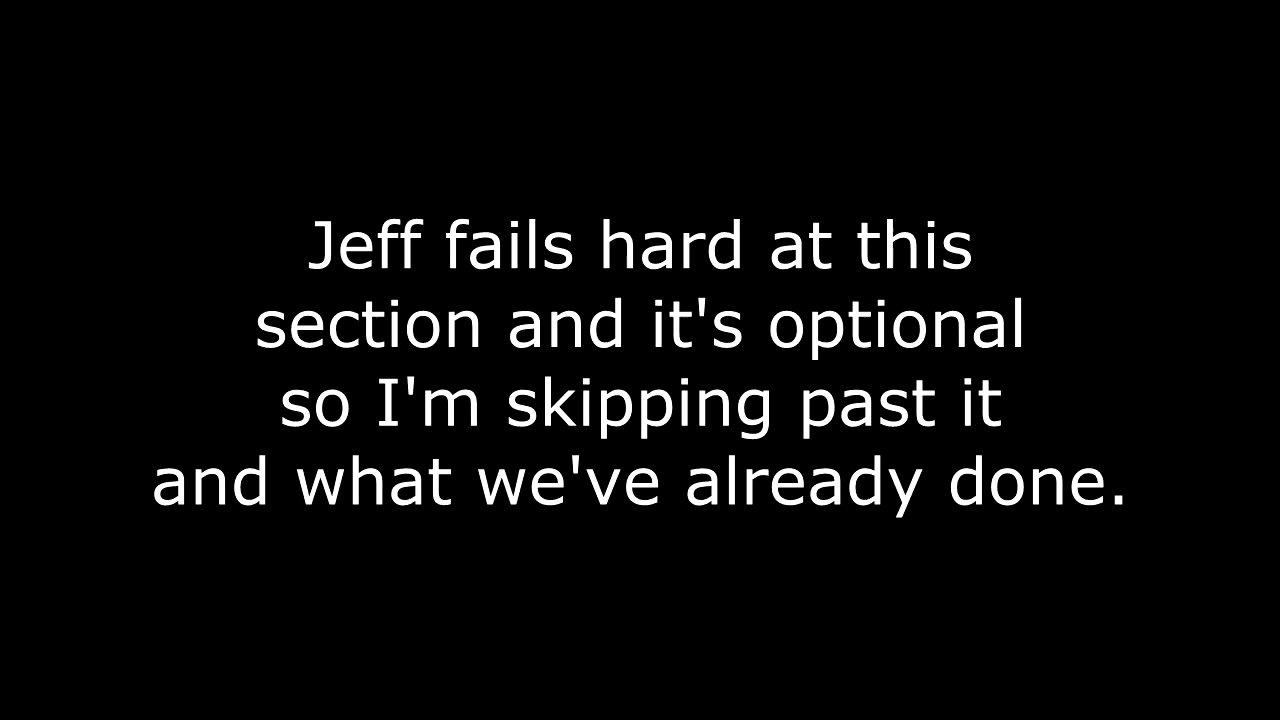 Jeff fails hard at this
section and it's optional
so I'm skipping past it
and what we've already done.